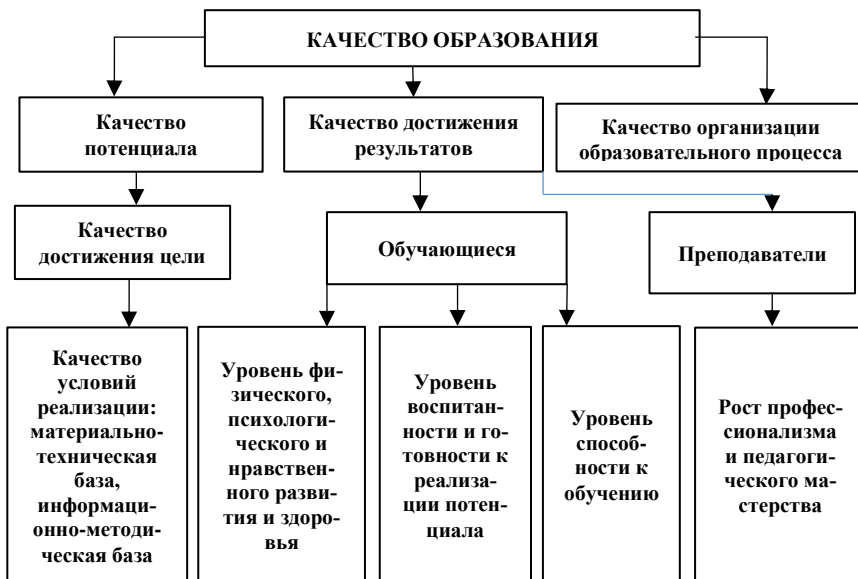 КАЧЕСТВО ОБРАЗОВАНИЯ
Качество
потенциала
Качество достижения
результатов
Качество организации
образовательного процесса
Качество
достижения цели
Обучающиеся
Преподаватели
Качество
условий
реализации:
материально-
техническая
база,
информаци-
онно-методи-
ческая база
Уровень фи-
зического,
психологи-
ческого и
нравствен-
ного разви-
тия и здоро-
вья
Уровень
воспитан-
ности и го-
товности к
реализа-
ции потен-
циала
Уровень
способ-
ности к
обучению
Рост профес-
сионализма
и педагоги-
ческого ма-
стерства